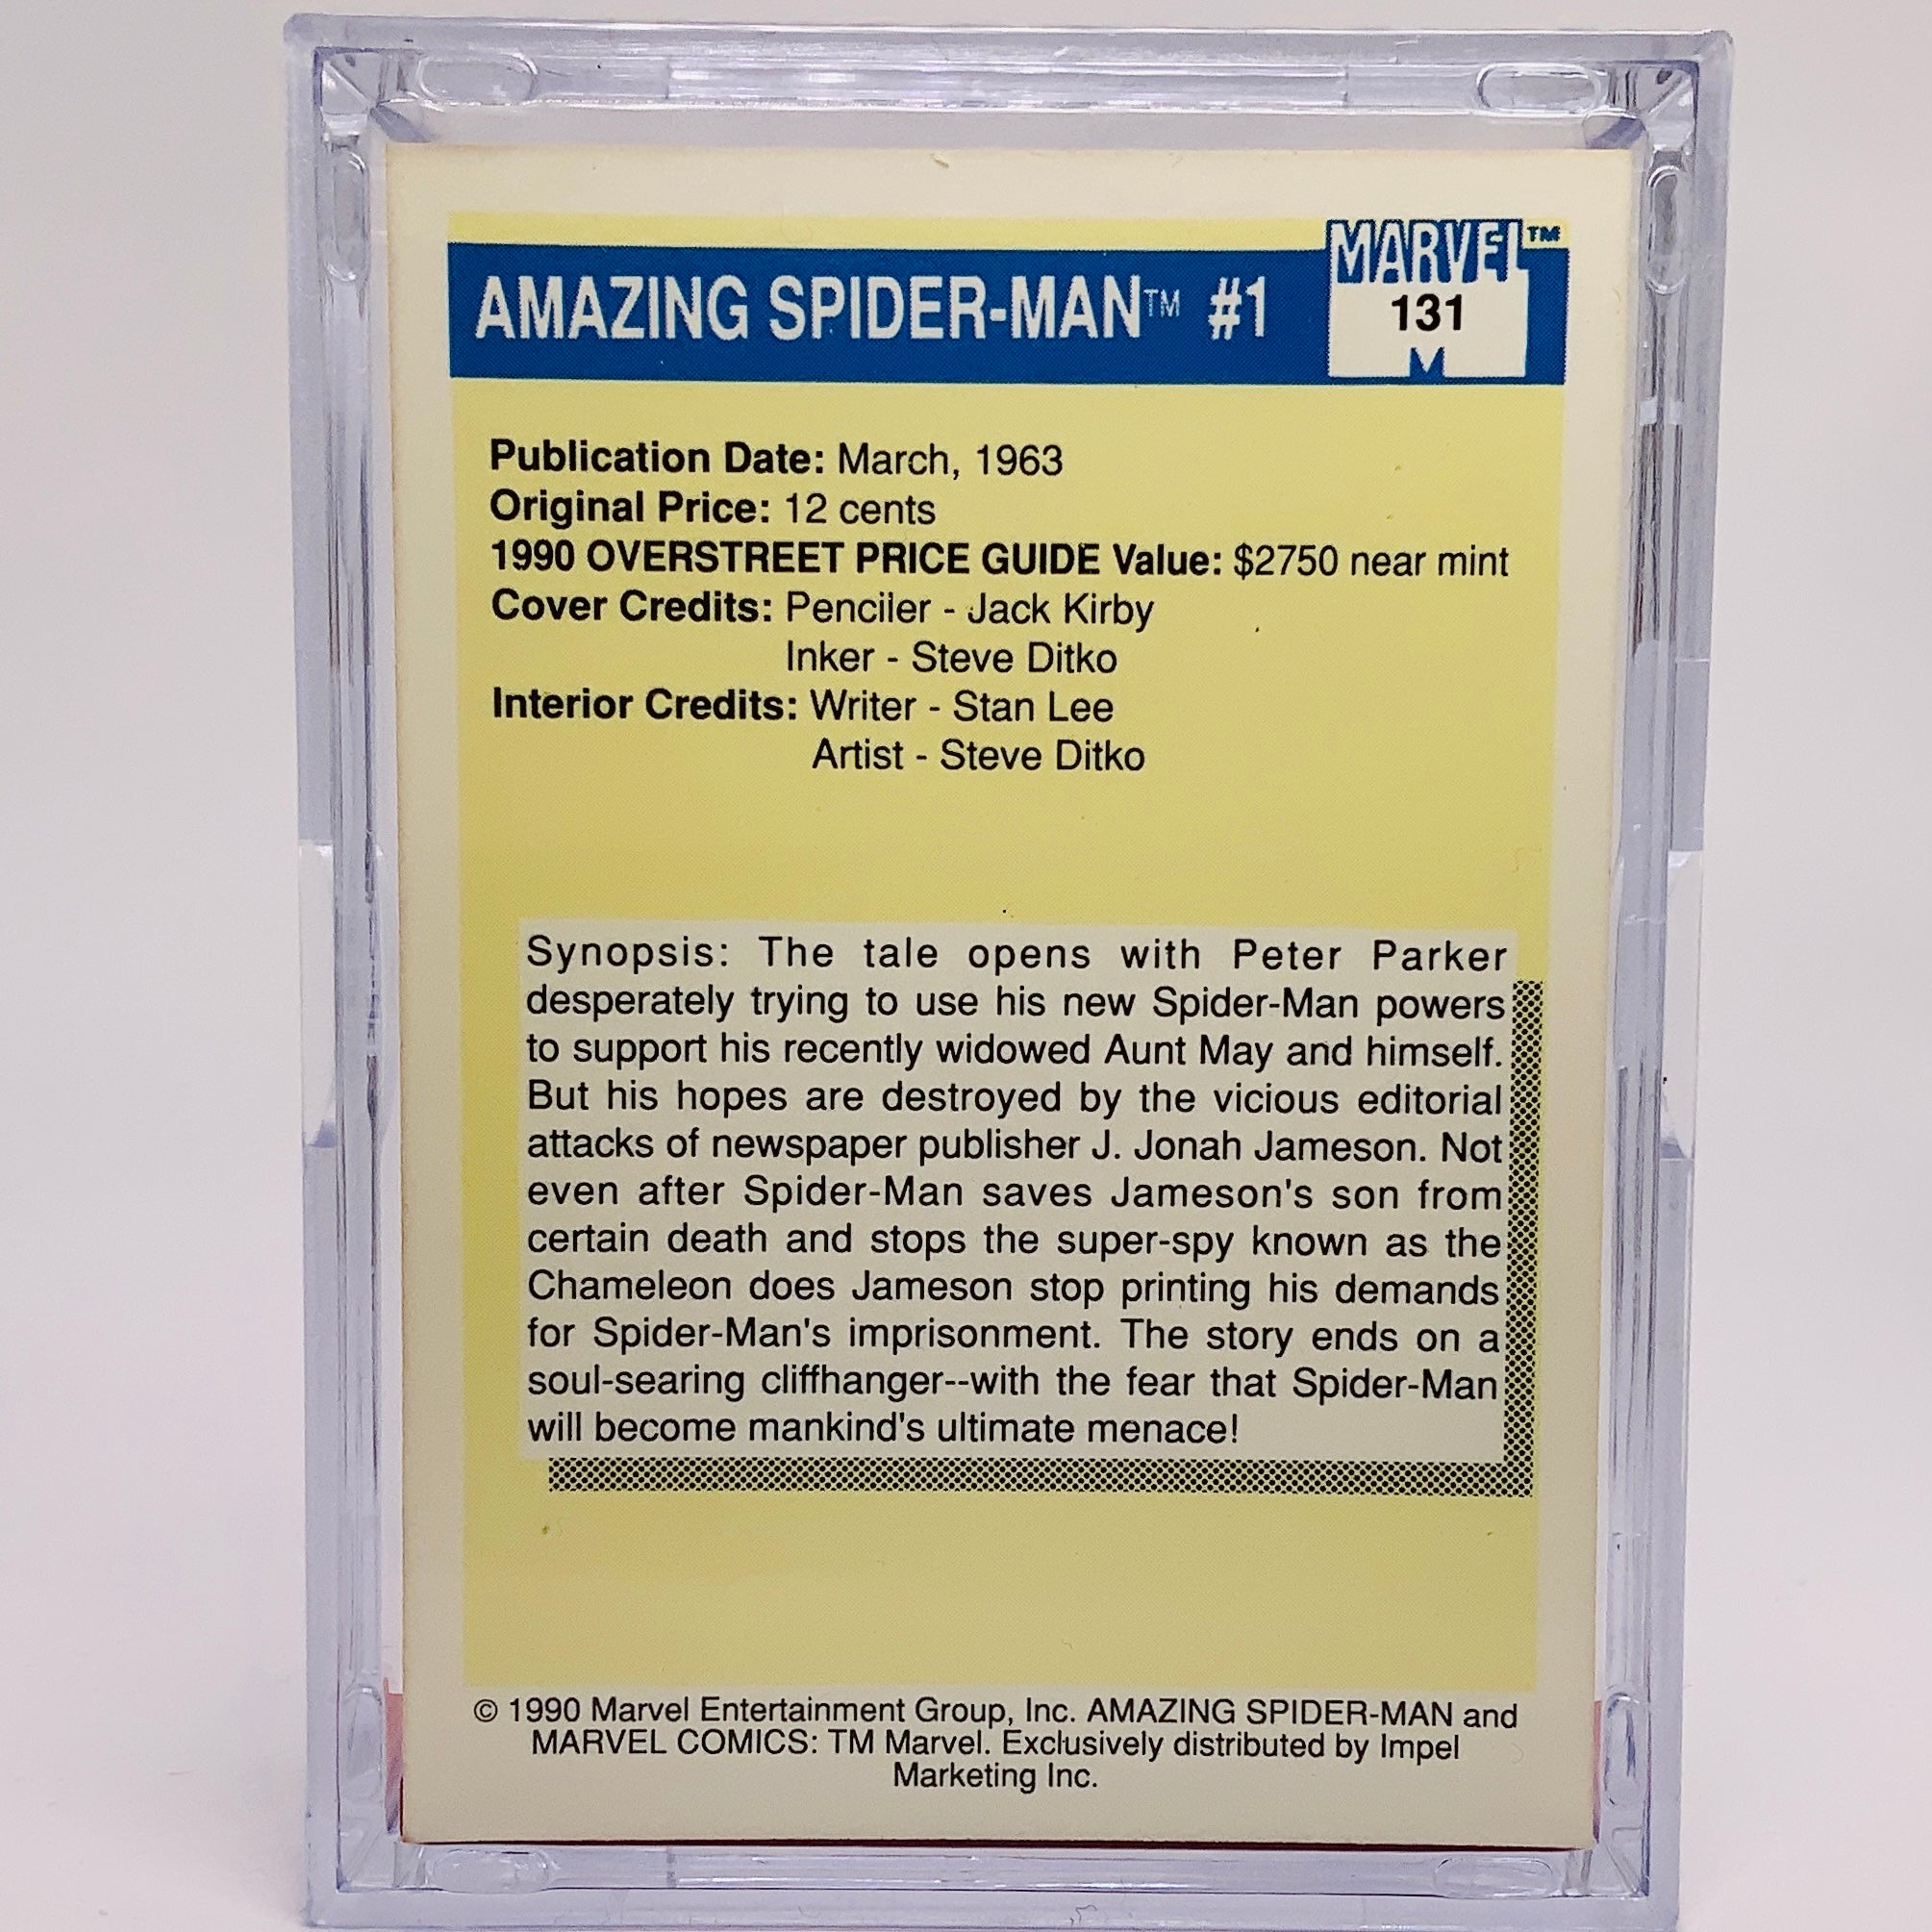 MARVEL™
AMAZING SPIDER-MAN™ #1
131
M
Publication Date: March, 1963
Original Price: 12 cents
1990 OVERSTREET PRICE GUIDE Value: $2750 near mint
Cover Credits: Penciler - Jack Kirby
Inker - Steve Ditko
Interior Credits: Writer - Stan Lee
Artist - Steve Ditko
Synopsis: The tale opens with Peter Parker
desperately trying to use his new Spider-Man powers
to support his recently widowed Aunt May and himself.
But his hopes are destroyed by the vicious editorial
attacks of newspaper publisher J. Jonah Jameson. Not
even after Spider-Man saves Jameson's son from
certain death and stops the super-spy known as the
Chameleon does Jameson stop printing his demands
for Spider-Man's imprisonment. The story ends on a
soul-searing cliffhanger--with the fear that Spider-Man
will become mankind's ultimate menace!
© 1990 Marvel Entertainment Group, Inc. AMAZING SPIDER-MAN and
MARVEL COMICS: TM Marvel. Exclusively distributed by Impel
Marketing Inc.